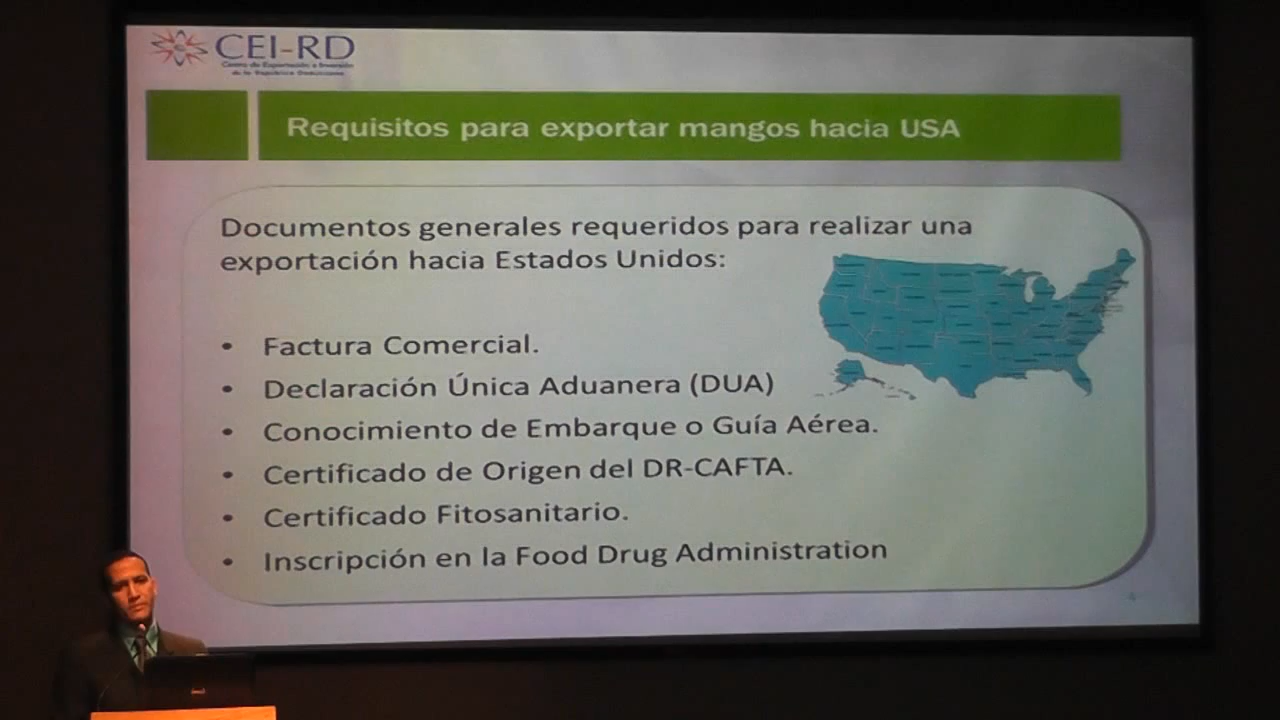 CEI-RD
Centro de Exportación e Inversión
de la República Dominicana
Requisitos para exportar mangos hacia USA
Documentos generales requeridos para realizar una
exportación hacia Estados Unidos:
• Factura Comercial.
• Declaración Única Aduanera (DUA)
• Conocimiento de Embarque o Guía Aérea.
• Certificado de Origen del DR-CAFTA.
• Certificado Fitosanitario.
• Inscripción en la Food Drug Administration
4